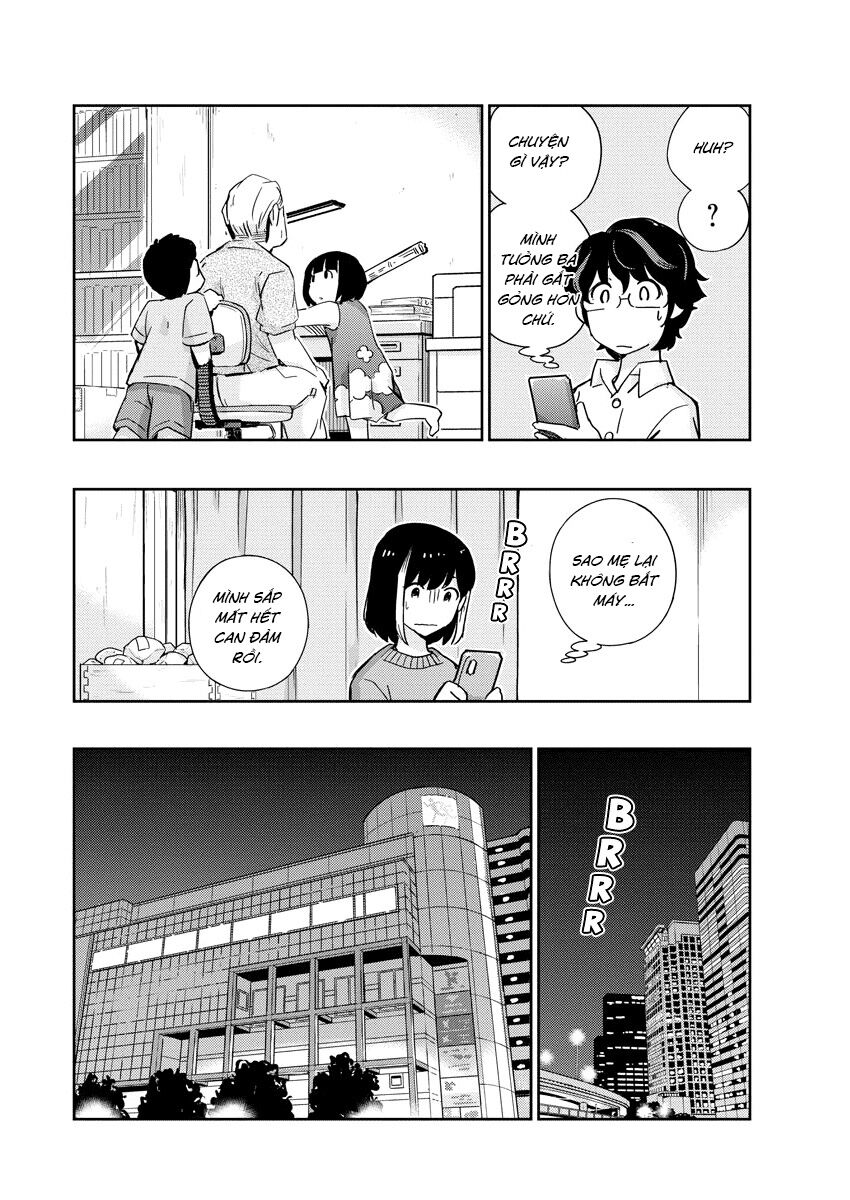 HUH?
?
CHUYỆN
GÌ VẬY?
MÌNH
TƯỞNG BÀ
PHẢI GẮT
GỎNG HƠN
CHỨ.
SAO MẸ LẠI
KHÔNG BẮT
MÁY...
BRRR
MÌNH SẮP
MẤT HẾT
CAN ĐẢM
RỒI.
BRRR